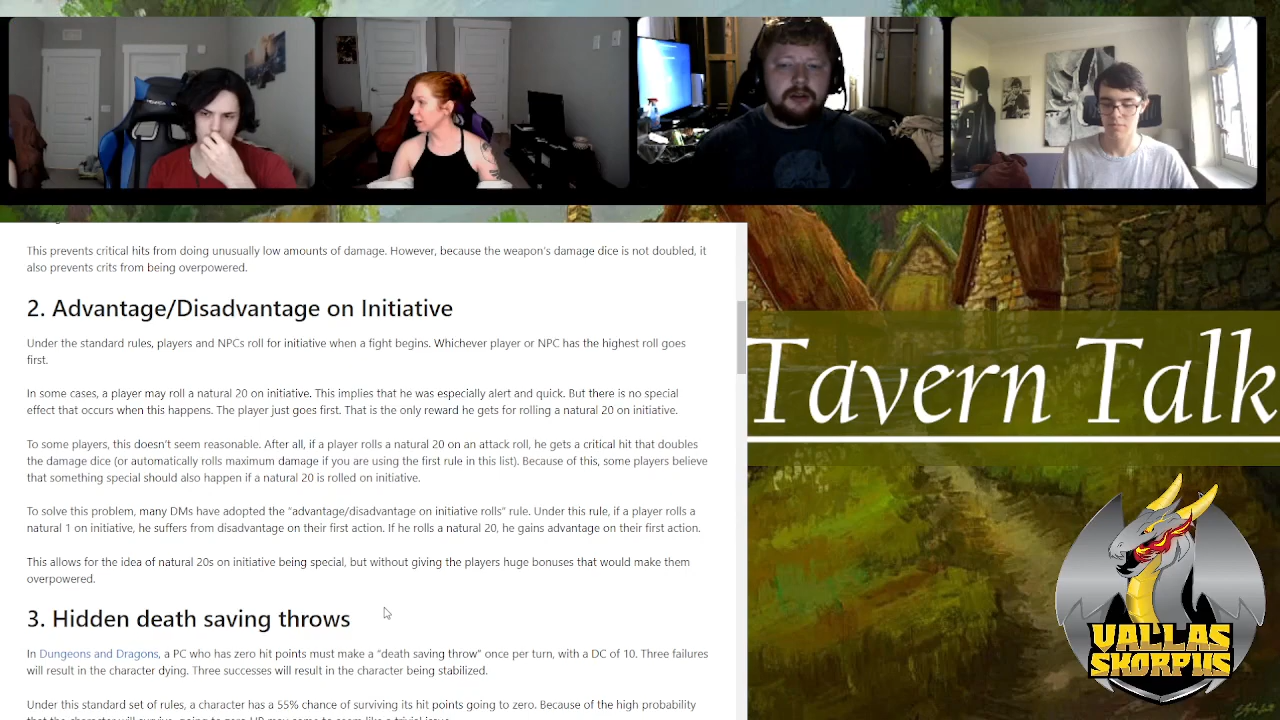 This prevents critical hits from doing unusually low amounts of damage. However, because the weapon's damage dice is not doubled, it
also prevents crits from being overpowered.
2. Advantage/Disadvantage on Initiative
Under the standard rules, players and NPCs roll for initiative when a fight begins. Whichever player or NPC has the highest roll goes
first.
In some cases, a player may roll a natural 20 on initiative. This implies that he was especially alert and quick. But there is no special
effect that occurs when this happens. The player just goes first. That is the only reward he gets for rolling a natural 20 on initiative.
To some players, this doesn't seem reasonable. After all, if a player rolls a natural 20 on an attack roll, he gets a critical hit that doubles
the damage dice (or automatically rolls maximum damage if you are using the first rule in this list). Because of this, some players believe
that something special should also happen if a natural 20 is rolled on initiative.
To solve this problem, many DMs have adopted the "advantage/disadvantage on initiative rolls" rule. Under this rule, if a player rolls a
natural 1 on initiative, he suffers from disadvantage on their first action. If he rolls a natural 20, he gains advantage on their first action.
This allows for the idea of natural 20s on initiative being special, but without giving the players huge bonuses that would make them
overpowered.
3. Hidden death saving throws
In Dungeons and Dragons, a PC who has zero hit points must make a "death saving throw" once per turn, with a DC of 10. Three failures
will result in the character dying. Three successes will result in the character being stabilized.
Under this standard set of rules, a character has a 55% chance of surviving its hit points going to zero. Because of the high probability
that the character will survive, going to zero HP may seem like a trivial issue
Tavern Talk
VALLAS
SKORPUS